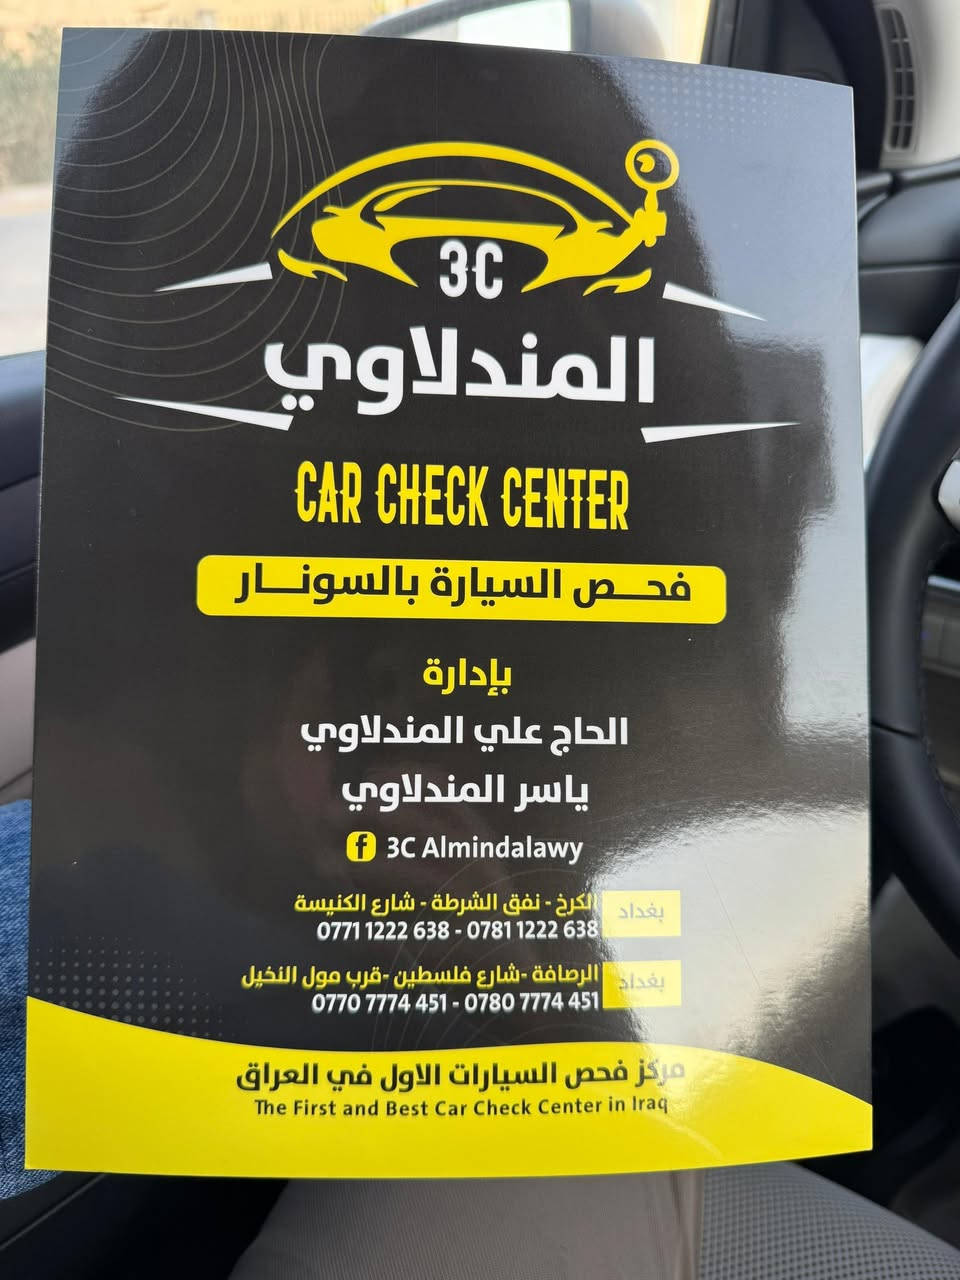 3C
المندلاوي
CAR CHECK CENTER
فحص السيارة بالسونار
بإدارة
الحاج علي المندلاوي
ياسر المندلاوي
f 3C Almindalawy
بغداد الكرخ - نفق الشرطة - شارع الكنيسة
0771 1222 638 - 0781 1222 638
بغداد الرصافة -شارع فلسطين -قرب مول النخيل
0770 7774 451 - 0780 7774 451
مركز فحص السيارات الاول في العراق
The First and Best Car Check Center in Iraq